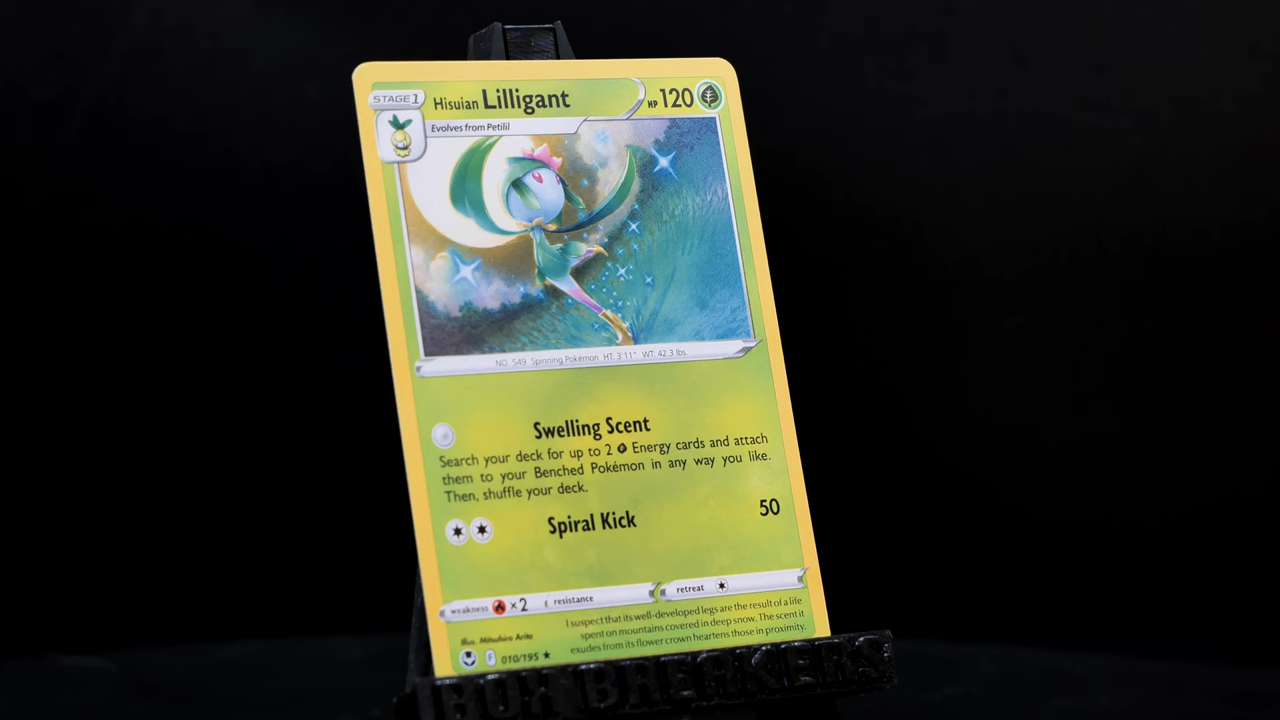 STAGE 1
Hisuian Lilligant
HP 120
Evolves from Petilil
NO. 549 Spinning Pokémon HT: 3'11" WT: 42.3 lbs.
Swelling Scent
Search your deck for up to 2 Energy cards and attach
them to your Benched Pokémon in any way you like.
Then, shuffle your deck.
Spiral Kick 50
weakness ×2 resistance retreat
I suspect that its well-developed legs are the result of a life
spent on mountains covered in deep snow. The scent it
exudes from its flower crown heartens those in proximity.
Illus. Mitsuhiro Arita
F 010/195 ★
BOX BREAKERS